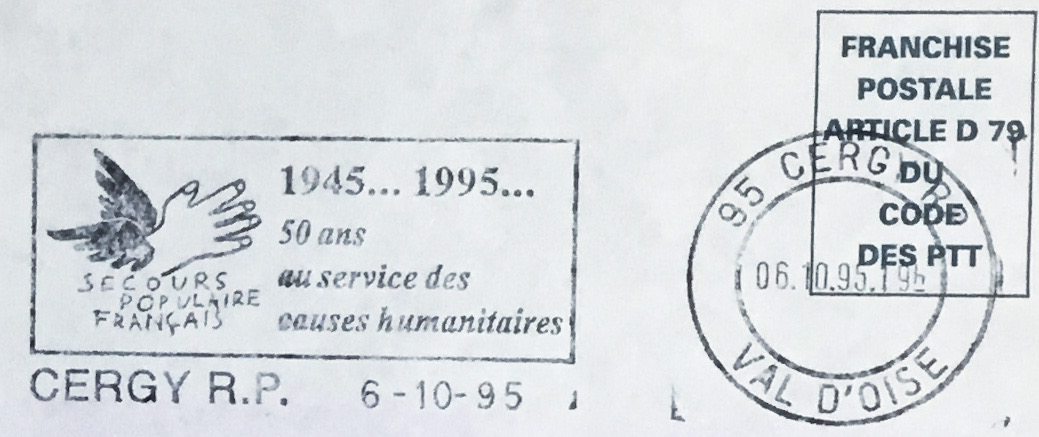 FRANCHISE
POSTALE
ARTICLE D 79
DU
CODE
DES PTT
1945... 1995...
50 ans
au service des
causes humanitaires
SECOURS
POPULAIRE
FRANÇAIS
CERGY R.P. 6-10-95
95 CERGY R
06.10.95.19h
VAL D'OISE